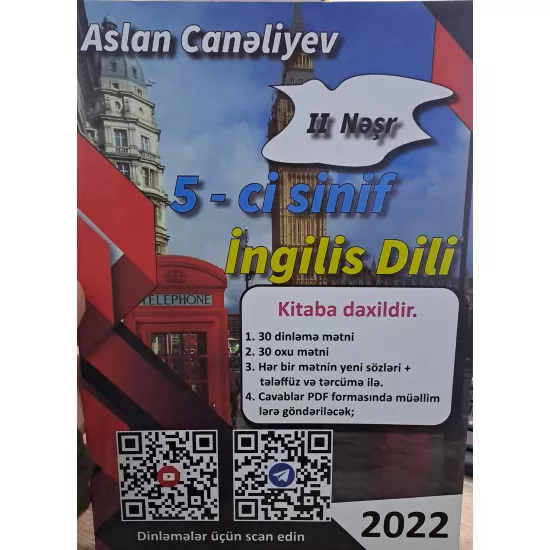 Aslan Canəliyev
II Nəşr
5 - ci sinif
İngilis Dili
TELEPHONE
Kitaba daxildir.
1. 30 dinləmə mətni
2. 30 oxu mətni
3. Hər bir mətnin yeni sözləri +
tələffüz və tərcümə ilə.
4. Cavablar PDF formasında müəllim
lərə göndəriləcək;
Dinləmələr üçün scan edin
2022